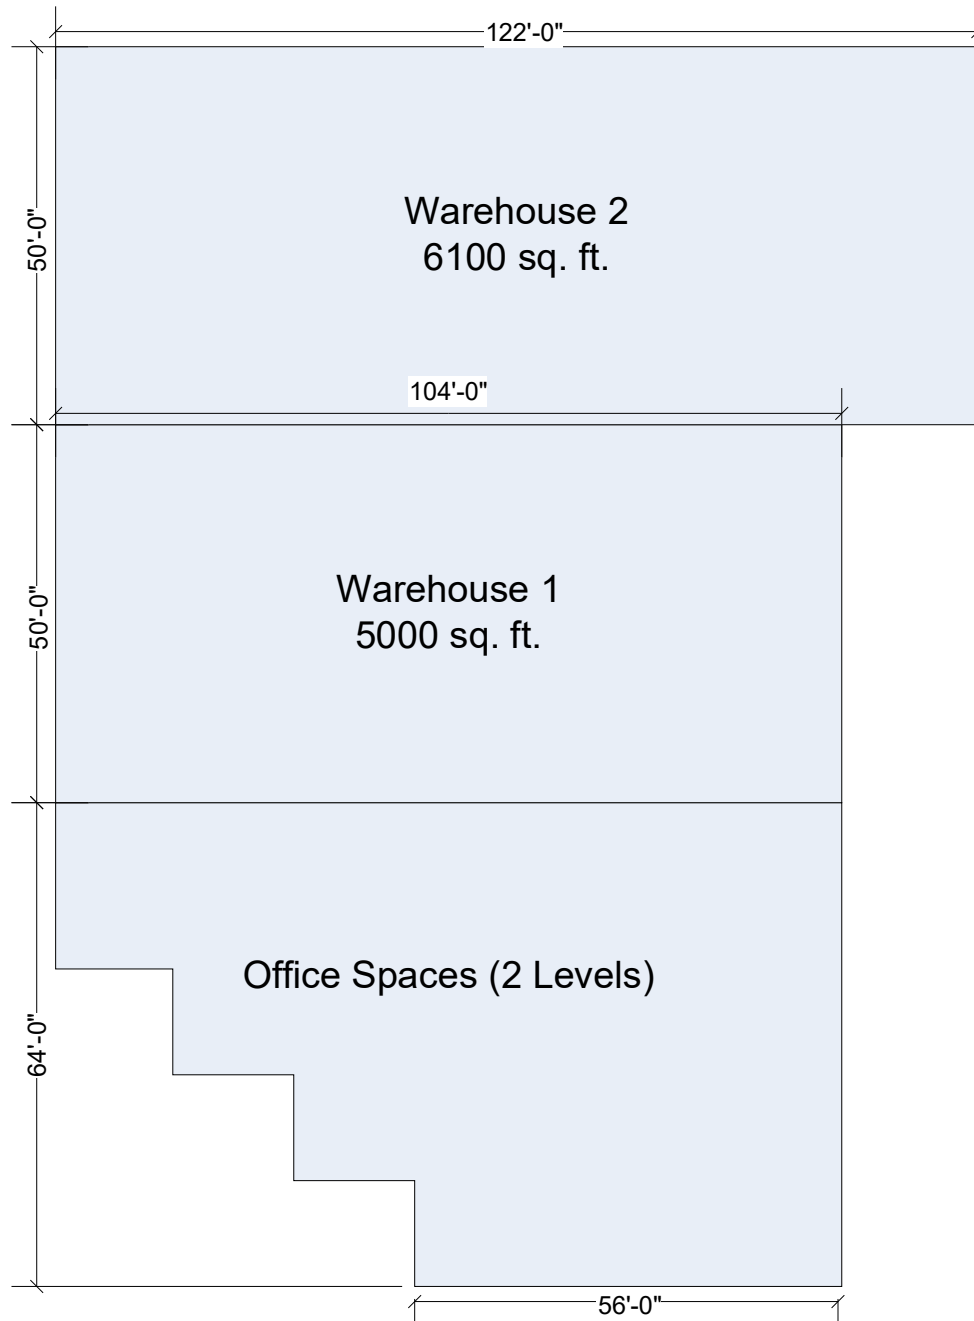 122'-0"
50'-0"
Warehouse 2
6100 sq. ft.
104'-0"
50'-0"
Warehouse 1
5000 sq. ft.
Office Spaces (2 Levels)
64'-0"
56'-0"